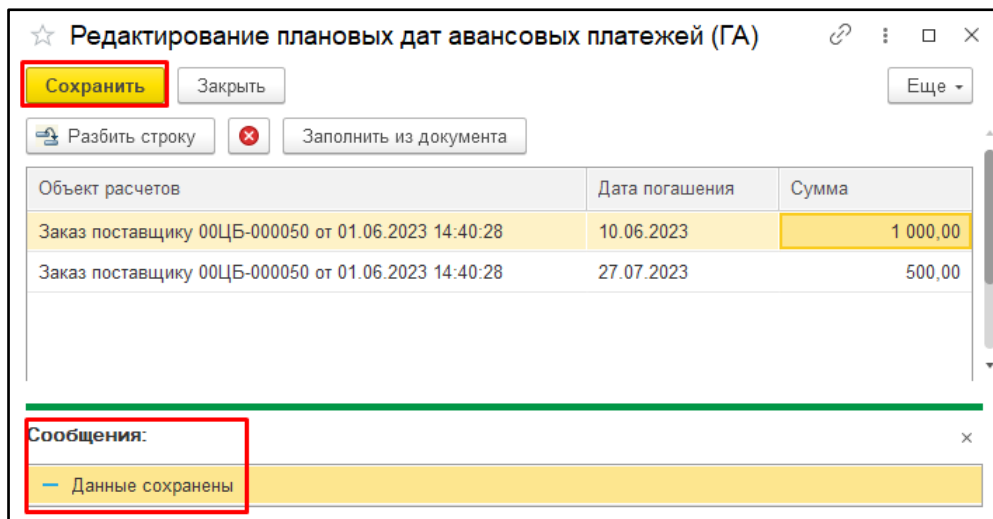 Редактирование плановых дат авансовых платежей (ГА)
Сохранить Закрыть Еще
Разбить строку Заполнить из документа
Объект расчетов Дата погашения Сумма
Заказ поставщику 00ЦБ-000050 от 01.06.2023 14:40:28 10.06.2023 1 000,00
Заказ поставщику 00ЦБ-000050 от 01.06.2023 14:40:28 27.07.2023 500,00
Сообщения:
Данные сохранены